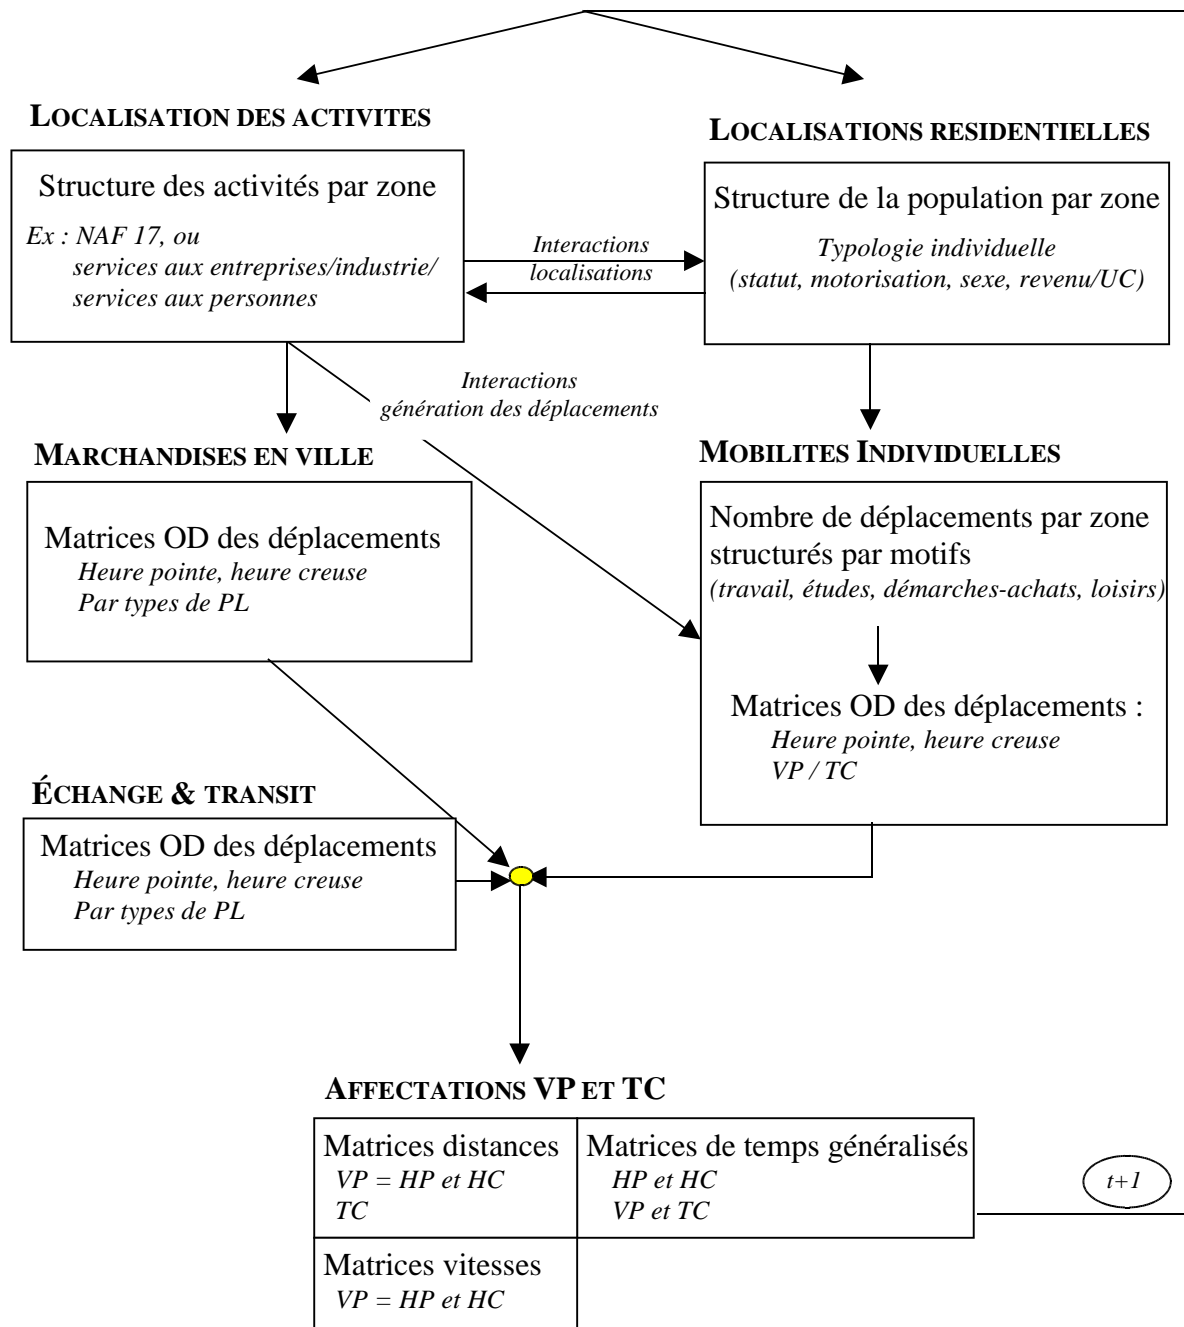 LOCALISATION DES ACTIVITES
LOCALISATIONS RESIDENTIELLES
Structure des activités par zone
Ex : NAF 17, ou
services aux entreprises/industrie/
services aux personnes
Interactions
localisations
Structure de la population par zone
Typologie individuelle
(statut, motorisation, sexe, revenu/UC)
Interactions
génération des déplacements
MARCHANDISES EN VILLE
Matrices OD des déplacements
Heure pointe, heure creuse
Par types de PL
MOBILITES INDIVIDUELLES
Nombre de déplacements par zone
structurés par motifs
(travail, études, démarches-achats, loisirs)
Matrices OD des déplacements :
Heure pointe, heure creuse
VP / TC
ÉCHANGE & TRANSIT
Matrices OD des déplacements
Heure pointe, heure creuse
Par types de PL
AFFECTATIONS VP ET TC
Matrices distances
VP = HP et HC
TC
Matrices de temps généralisés
HP et HC
VP et TC
t+1
Matrices vitesses
VP = HP et HC